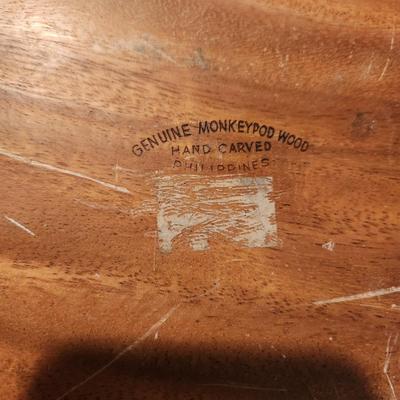 GENUINE MONKEYPOD WOOD
HAND CARVED
PHILIPPINES